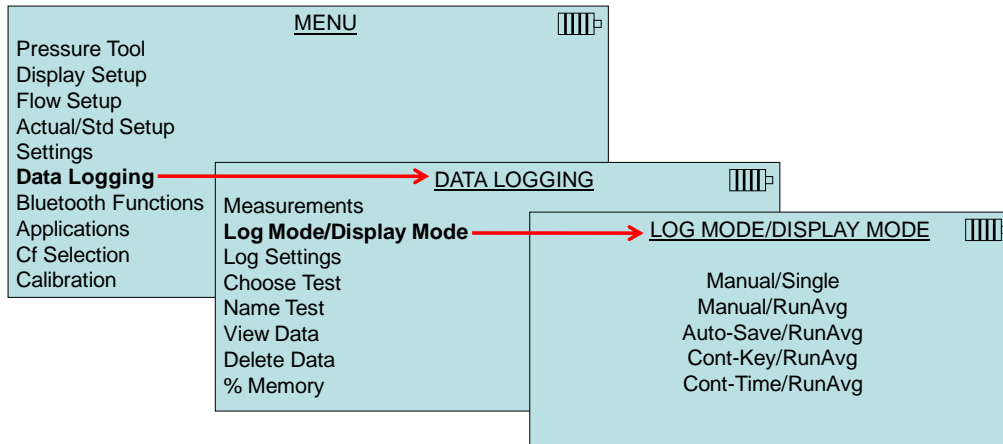 MENU
Pressure Tool
Display Setup
Flow Setup
Actual/Std Setup
Settings
Data Logging
Bluetooth Functions
Applications
Cf Selection
Calibration
DATA LOGGING
Measurements
Log Mode/Display Mode
Log Settings
Choose Test
Name Test
View Data
Delete Data
% Memory
LOG MODE/DISPLAY MODE
Manual/Single
Manual/RunAvg
Auto-Save/RunAvg
Cont-Key/RunAvg
Cont-Time/RunAvg